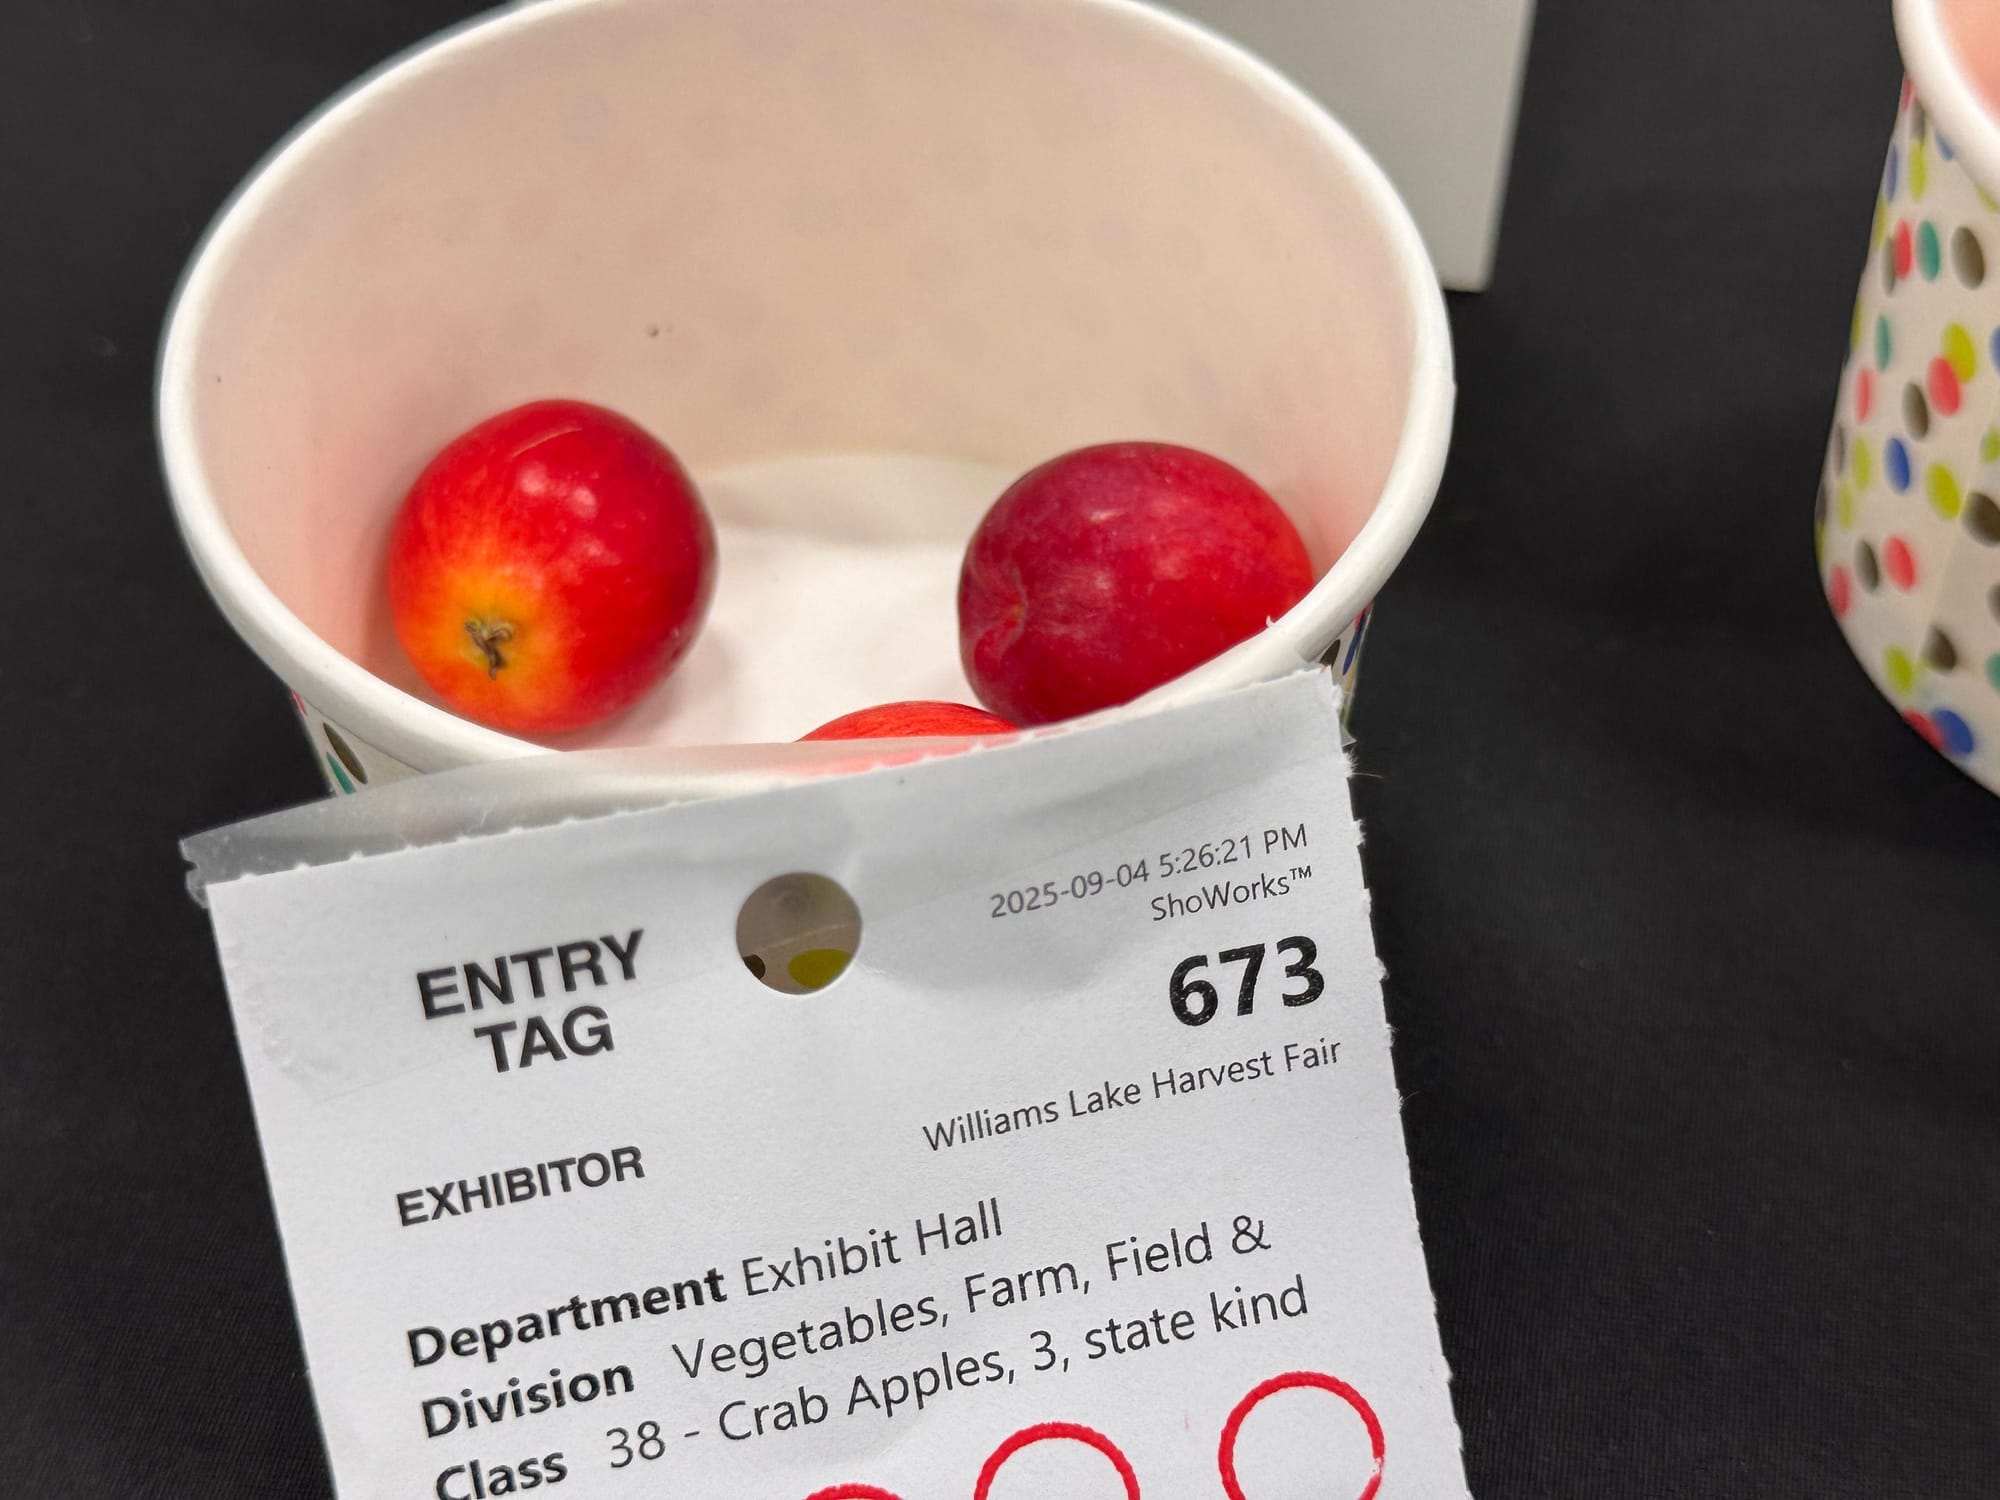 2025-09-04 5:26:21 PM
ShoWorks™
ENTRY
TAG
673
Williams Lake Harvest Fair
EXHIBITOR
Department Exhibit Hall
Division Vegetables, Farm, Field &
Class 38 - Crab Apples, 3, state kind